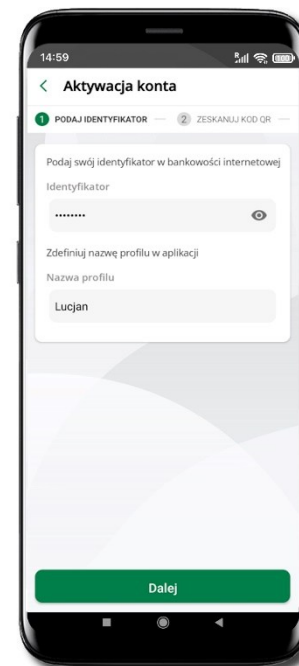 14:59
Aktywacja konta
1 PODAJ IDENTYFIKATOR 2 ZESKANUJ KOD QR
Podaj swój identyfikator w bankowości internetowej
Identyfikator
........
Zdefiniuj nazwę profilu w aplikacji
Nazwa profilu
Lucjan
Dalej